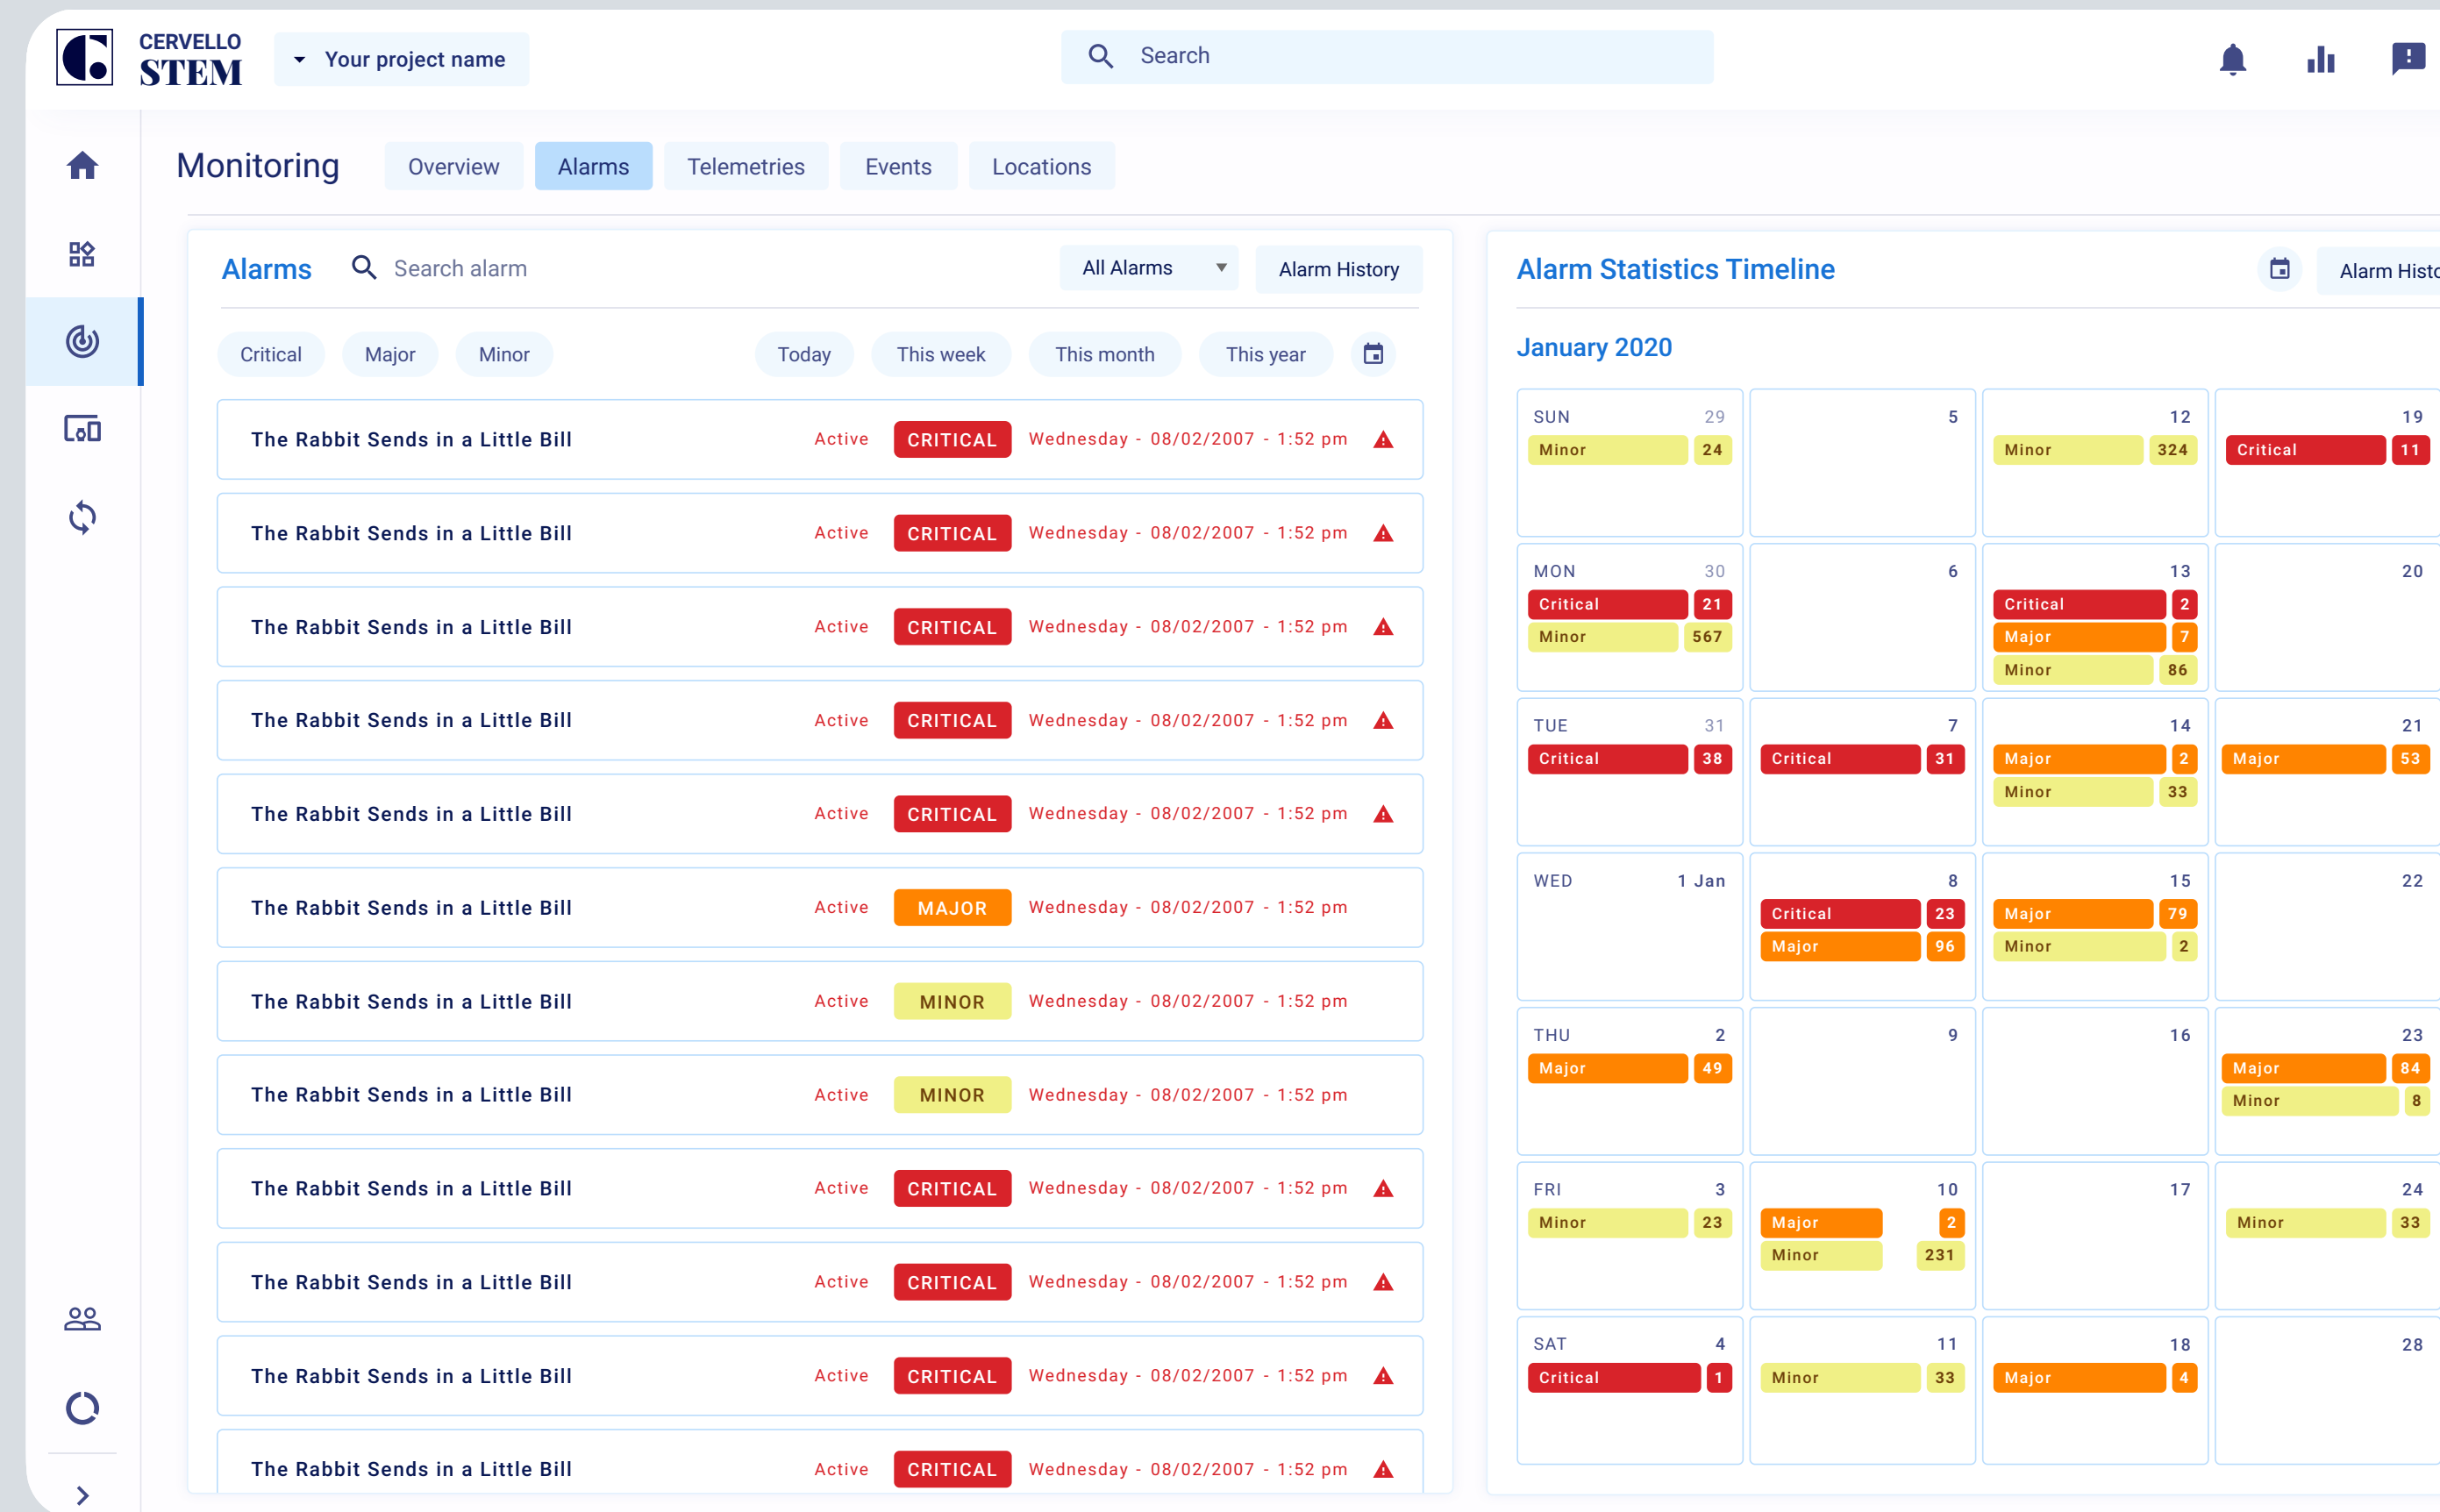 CERVELLO
STEM
Your project name
Search
Monitoring
Overview
Alarms
Telemetries
Events
Locations
Alarms
Search alarm
All Alarms
Alarm History
Critical
Major
Minor
Today
This week
This month
This year
The Rabbit Sends in a Little Bill Active CRITICAL Wednesday - 08/02/2007 - 1:52 pm
The Rabbit Sends in a Little Bill Active CRITICAL Wednesday - 08/02/2007 - 1:52 pm
The Rabbit Sends in a Little Bill Active CRITICAL Wednesday - 08/02/2007 - 1:52 pm
The Rabbit Sends in a Little Bill Active CRITICAL Wednesday - 08/02/2007 - 1:52 pm
The Rabbit Sends in a Little Bill Active CRITICAL Wednesday - 08/02/2007 - 1:52 pm
The Rabbit Sends in a Little Bill Active MAJOR Wednesday - 08/02/2007 - 1:52 pm
The Rabbit Sends in a Little Bill Active MINOR Wednesday - 08/02/2007 - 1:52 pm
The Rabbit Sends in a Little Bill Active MINOR Wednesday - 08/02/2007 - 1:52 pm
The Rabbit Sends in a Little Bill Active CRITICAL Wednesday - 08/02/2007 - 1:52 pm
The Rabbit Sends in a Little Bill Active CRITICAL Wednesday - 08/02/2007 - 1:52 pm
The Rabbit Sends in a Little Bill Active CRITICAL Wednesday - 08/02/2007 - 1:52 pm
The Rabbit Sends in a Little Bill Active CRITICAL Wednesday - 08/02/2007 - 1:52 pm
Alarm Statistics Timeline
Alarm
January 2020
SUN 29 5 12 19
Minor 24 Minor 324 Critical 11
MON 30 6 13 20
Critical 21 Critical 2
Minor 567 Major 7
Minor 86
TUE 31 7 14 21
Critical 38 Critical 31 Major 2 Major 53
Minor 33
WED 1 Jan 8 15 22
Critical 23 Major 79
Major 96 Minor 2
THU 2 9 16 23
Major 49 Major 84
Minor 8
FRI 3 10 17 24
Minor 23 Major 2 Minor 33
Minor 231
SAT 4 11 18 28
Critical 1 Minor 33 Major 4